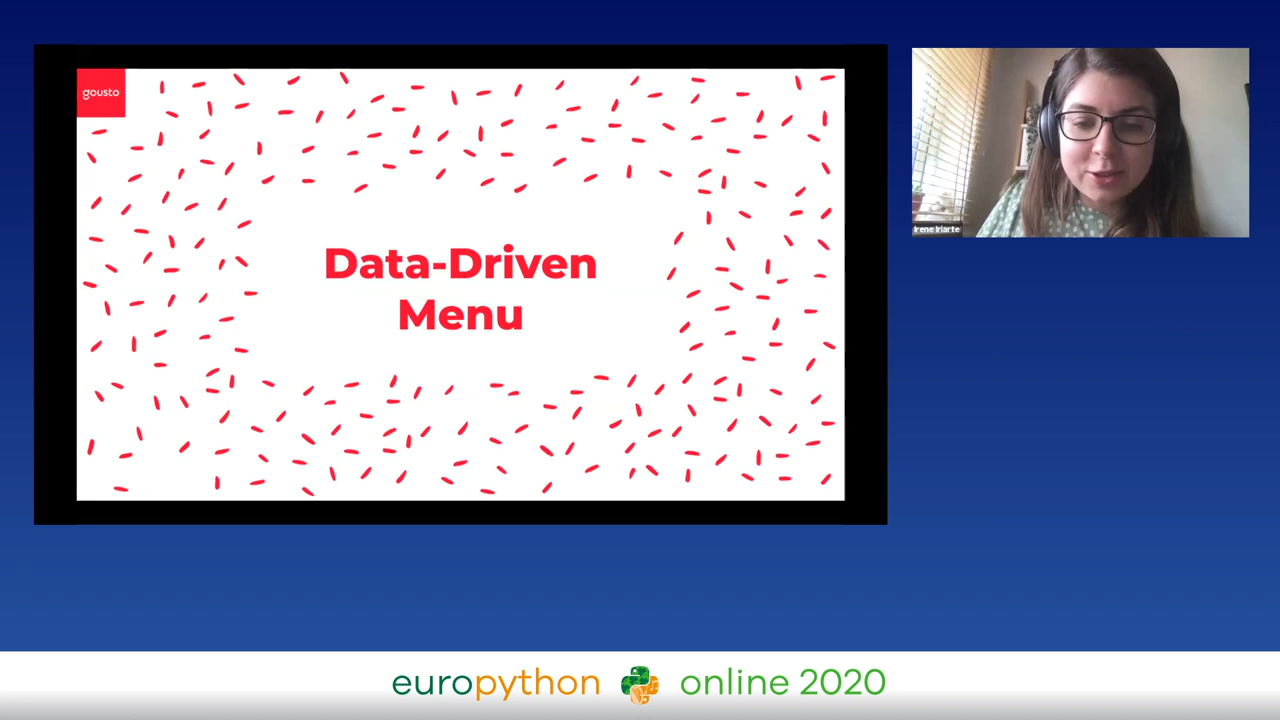 gousto
Data-Driven
Menu
Irene Iriarte
europython online 2020